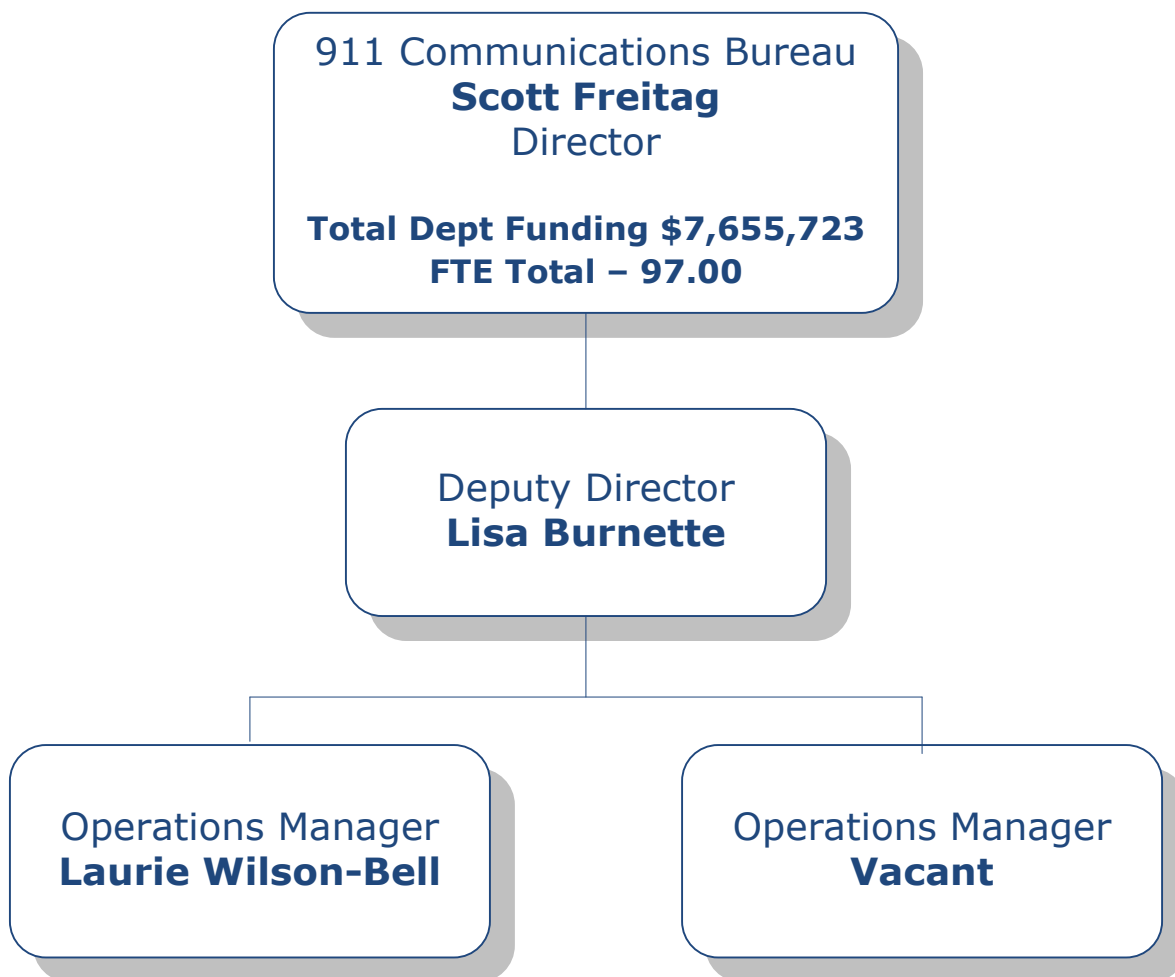 911 Communications Bureau
Scott Freitag
Director
Total Dept Funding $7,655,723
FTE Total – 97.00
Deputy Director
Lisa Burnette
Operations Manager
Laurie Wilson-Bell
Operations Manager
Vacant